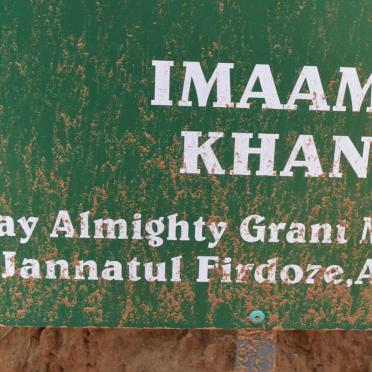 IMAAM
KHAN
ay Almighty Grant M
Jannatul Firdoze,A